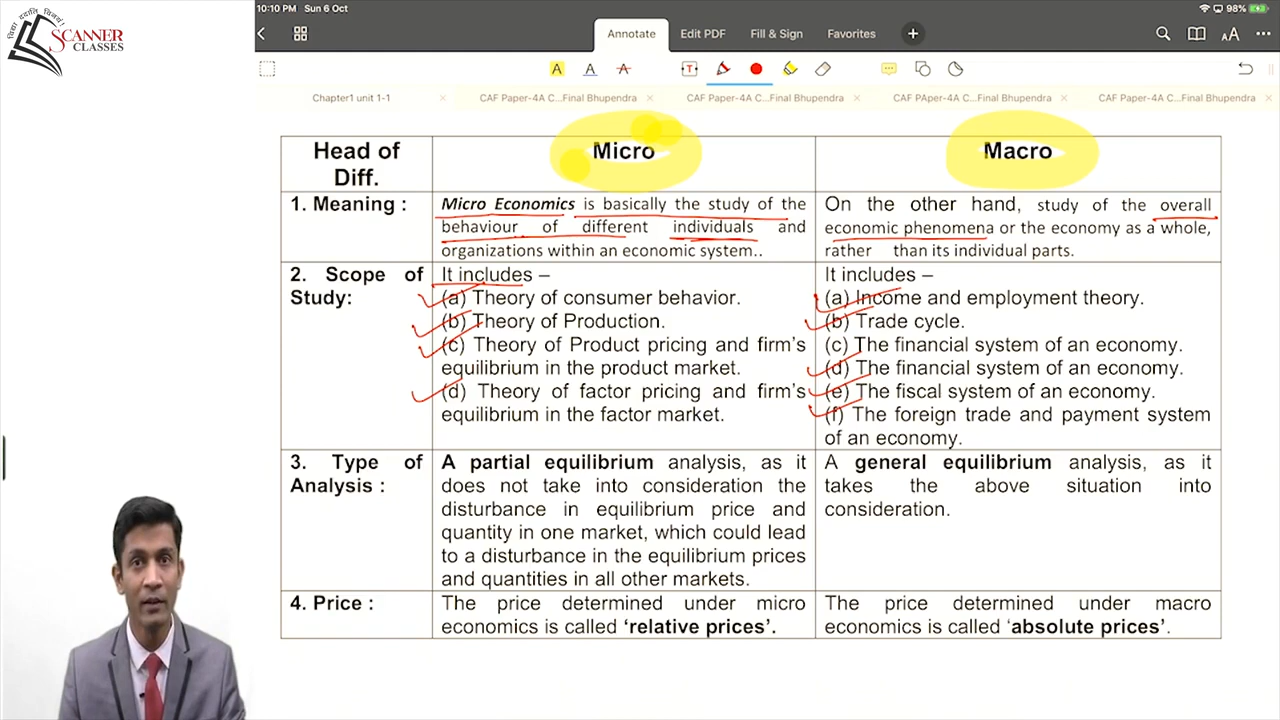 10:10 PM Sun 6 Oct
98%
विद्या ददाति विनयं
SCANNER
CLASSES
Annotate Edit PDF Fill & Sign Favorites
Chapter1 unit 1-1
CAF Paper-4A C...Final Bhupendra
CAF Paper-4A C...Final Bhupendra
CAF PAper-4A C...Final Bhupendra
CAF Paper-4A C...Final Bhupendra
Head of
Diff.
Micro
Macro
1. Meaning :
Micro Economics is basically the study of the
behaviour of different individuals and
organizations within an economic system..
On the other hand, study of the overall
economic phenomena or the economy as a whole,
rather than its individual parts.
2. Scope of
Study:
It includes –
(a) Theory of consumer behavior.
(b) Theory of Production.
(c) Theory of Product pricing and firm's
equilibrium in the product market.
(d) Theory of factor pricing and firm's
equilibrium in the factor market.
It includes –
(a) Income and employment theory.
(b) Trade cycle.
(c) The financial system of an economy.
(d) The financial system of an economy.
(e) The fiscal system of an economy.
(f) The foreign trade and payment system
of an economy.
3. Type of
Analysis :
A partial equilibrium analysis, as it
does not take into consideration the
disturbance in equilibrium price and
quantity in one market, which could lead
to a disturbance in the equilibrium prices
and quantities in all other markets.
A general equilibrium analysis, as it
takes the above situation into
consideration.
4. Price :
The price determined under micro
economics is called 'relative prices'.
The price determined under macro
economics is called 'absolute prices'.